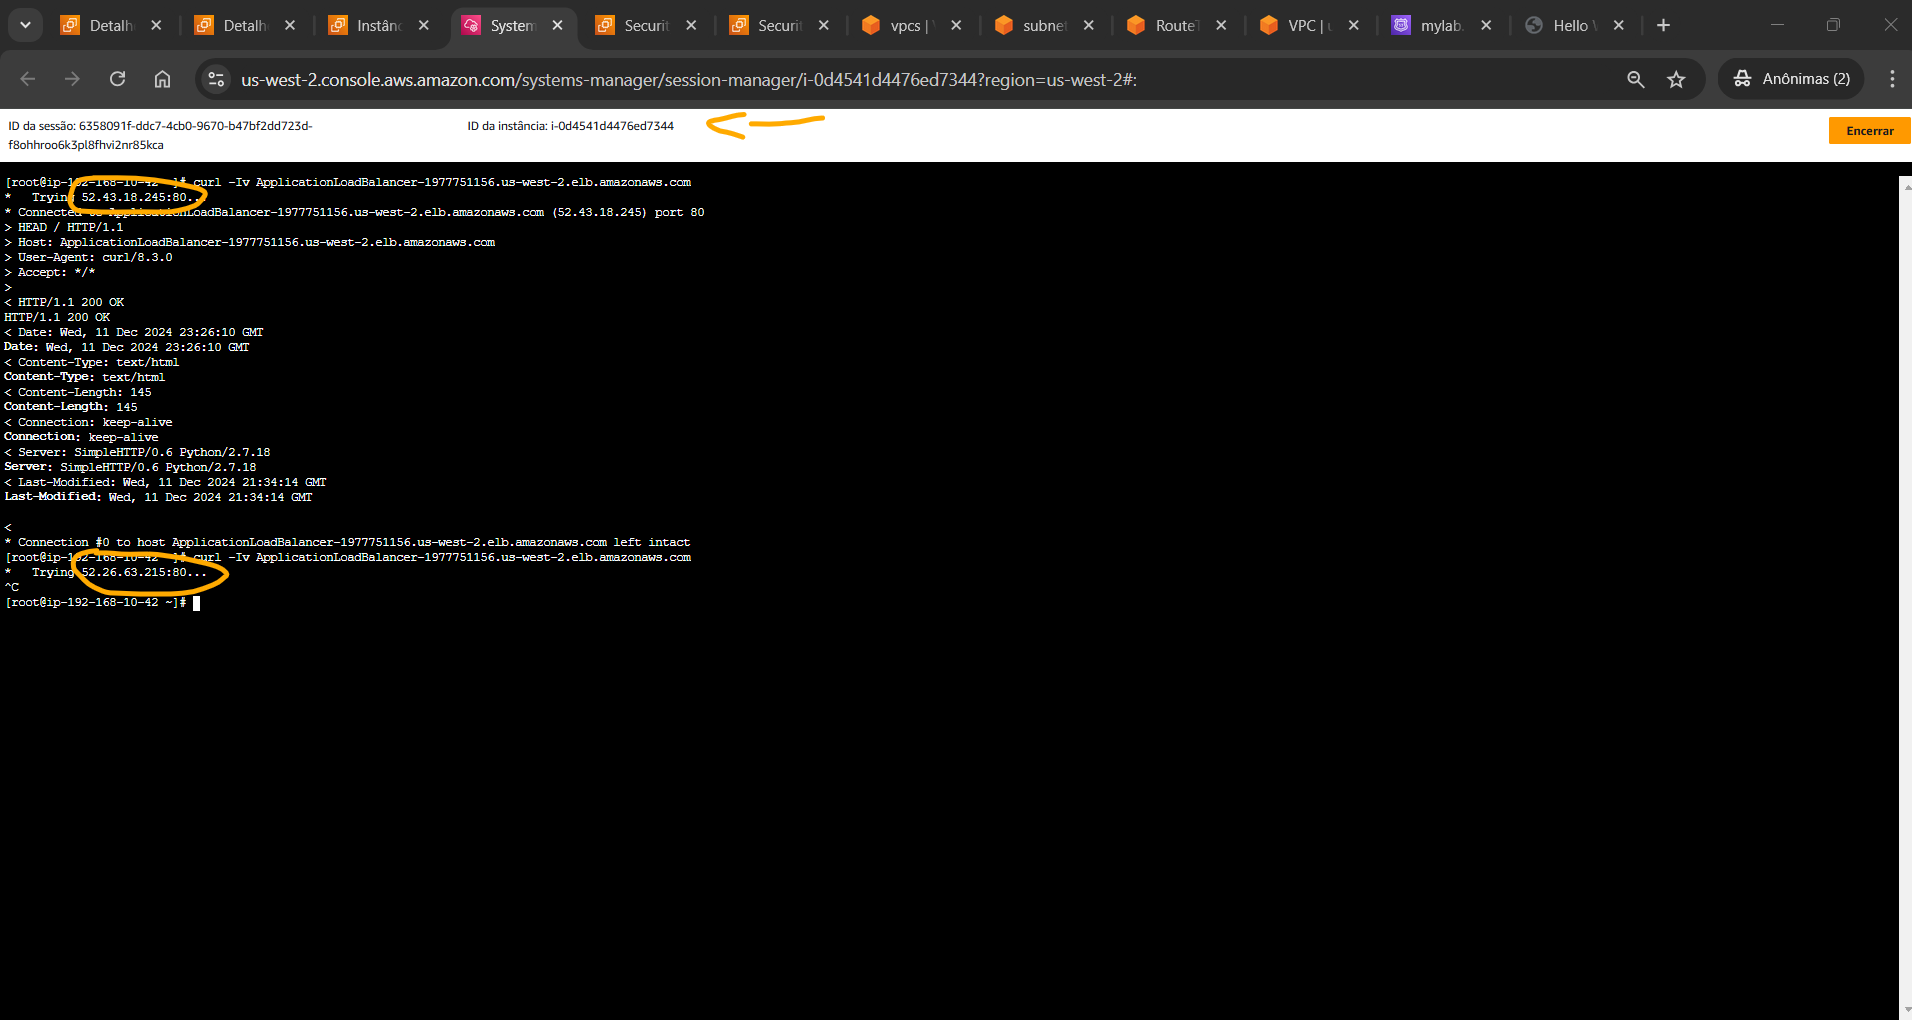 Detalh
Detalh
Instânc
System
Securit
Securit
vpcs |
subnet
Route
VPC | u
mylab.
Hello
us-west-2.console.aws.amazon.com/systems-manager/session-manager/i-0d4541d4476ed7344?region=us-west-2#:
Anônimas (2)
ID da sessão: 6358091f-ddc7-4cb0-9670-b47bf2dd723d-
f8ohhroo6k3pl8fhvi2nr85kca
ID da instância: i-0d4541d4476ed7344
Encerrar
[root@ip-192-168-10-42 ~]# curl -Iv ApplicationLoadBalancer-1977751156.us-west-2.elb.amazonaws.com
*   Trying 52.43.18.245:80...
* Connected to ApplicationLoadBalancer-1977751156.us-west-2.elb.amazonaws.com (52.43.18.245) port 80
> HEAD / HTTP/1.1
> Host: ApplicationLoadBalancer-1977751156.us-west-2.elb.amazonaws.com
> User-Agent: curl/8.3.0
> Accept: */*
>
< HTTP/1.1 200 OK
HTTP/1.1 200 OK
< Date: Wed, 11 Dec 2024 23:26:10 GMT
Date: Wed, 11 Dec 2024 23:26:10 GMT
< Content-Type: text/html
Content-Type: text/html
< Content-Length: 145
Content-Length: 145
< Connection: keep-alive
Connection: keep-alive
< Server: SimpleHTTP/0.6 Python/2.7.18
Server: SimpleHTTP/0.6 Python/2.7.18
< Last-Modified: Wed, 11 Dec 2024 21:34:14 GMT
Last-Modified: Wed, 11 Dec 2024 21:34:14 GMT
<
* Connection #0 to host ApplicationLoadBalancer-1977751156.us-west-2.elb.amazonaws.com left intact
[root@ip-192-168-10-42 ~]# curl -Iv ApplicationLoadBalancer-1977751156.us-west-2.elb.amazonaws.com
*   Trying 52.26.63.215:80...
^C
[root@ip-192-168-10-42 ~]#